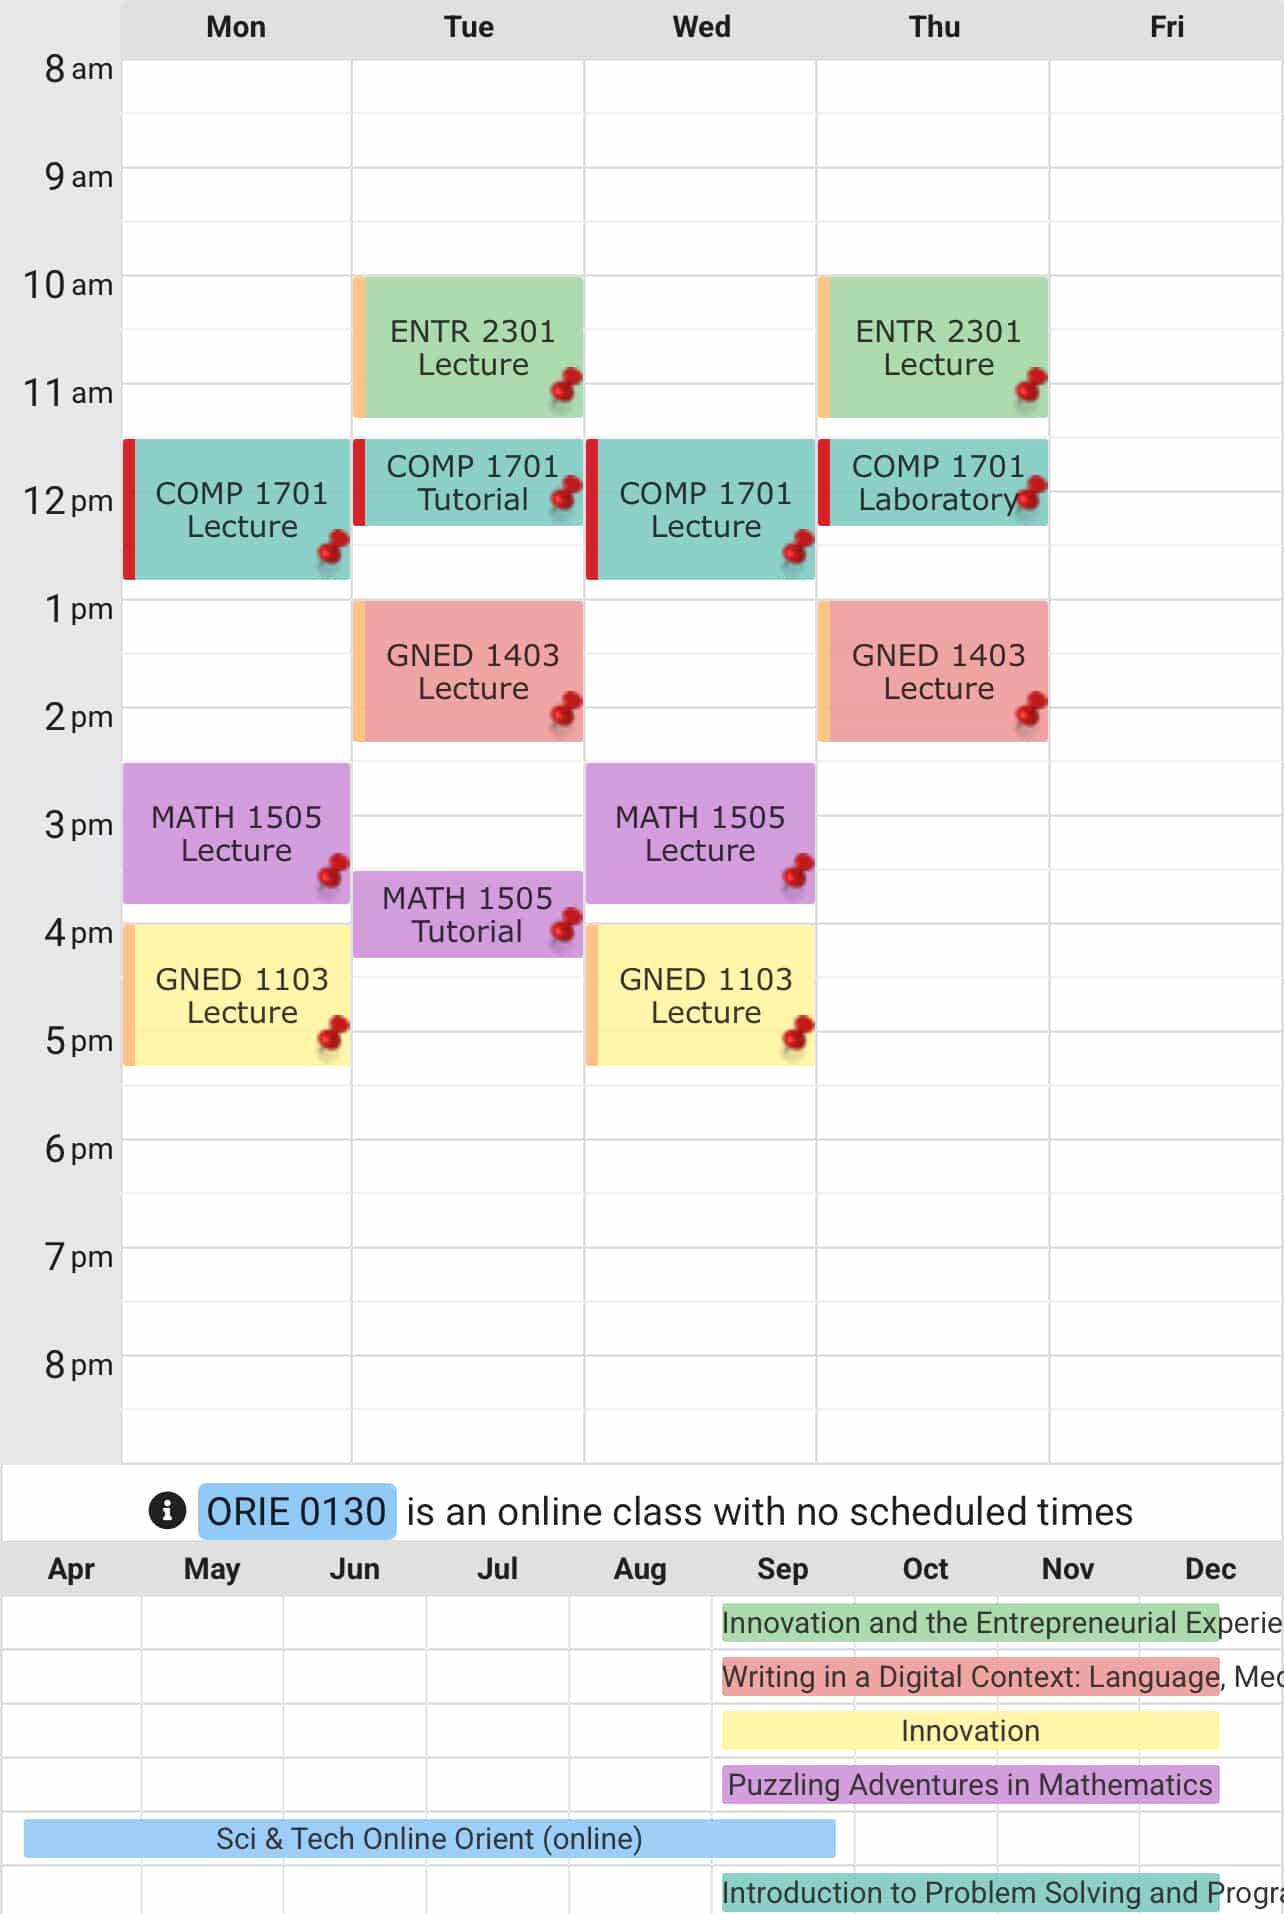 Mon Tue Wed Thu Fri
8 am
9 am
10 am
ENTR 2301 ENTR 2301
Lecture Lecture
11 am
COMP 1701 COMP 1701
Tutorial Laboratory
12 pm
COMP 1701 COMP 1701
Lecture Lecture
1 pm
GNED 1403 GNED 1403
Lecture Lecture
2 pm
3 pm
MATH 1505 MATH 1505
Lecture Lecture
MATH 1505
Tutorial
4 pm
GNED 1103 GNED 1103
Lecture Lecture
5 pm
6 pm
7 pm
8 pm
ORIE 0130 is an online class with no scheduled times
Apr May Jun Jul Aug Sep Oct Nov Dec
Innovation and the Entrepreneurial Experie
Writing in a Digital Context: Language, Med
Innovation
Puzzling Adventures in Mathematics
Sci & Tech Online Orient (online)
Introduction to Problem Solving and Progra